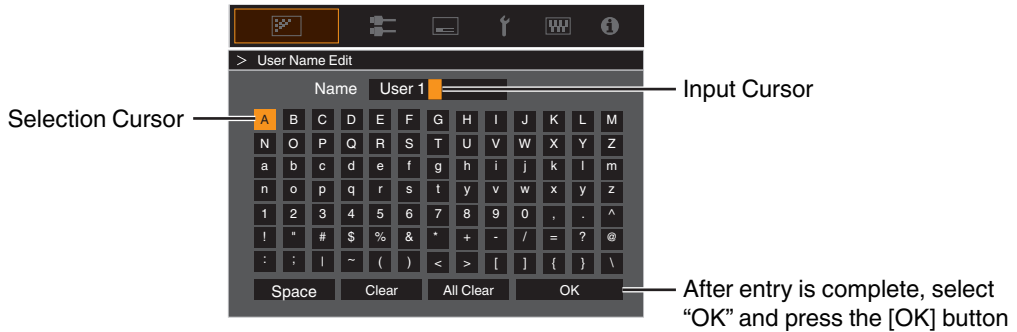 > User Name Edit
Name User 1
Input Cursor
Selection Cursor
A B C D E F G H I J K L M
N O P Q R S T U V W X Y Z
a b c d e f g h i j k l m
n o p q r s t y v w x y z
1 2 3 4 5 6 7 8 9 0 , . ^
! " # $ % & * + - / = ? @
: ; | ~ ( ) < > [ ] { } \
Space Clear All Clear OK
After entry is complete, select
“OK” and press the [OK] button